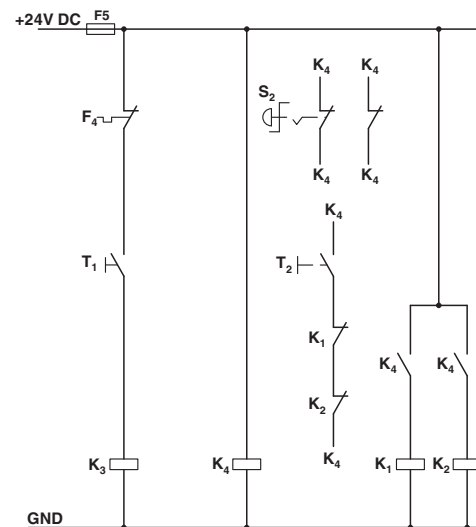 +24V DC F5
K4 K4
S2
F4
K4 K4
K4
T1 T2
K1
K4 K4
K2
K4
K3 K4 K1 K2
GND